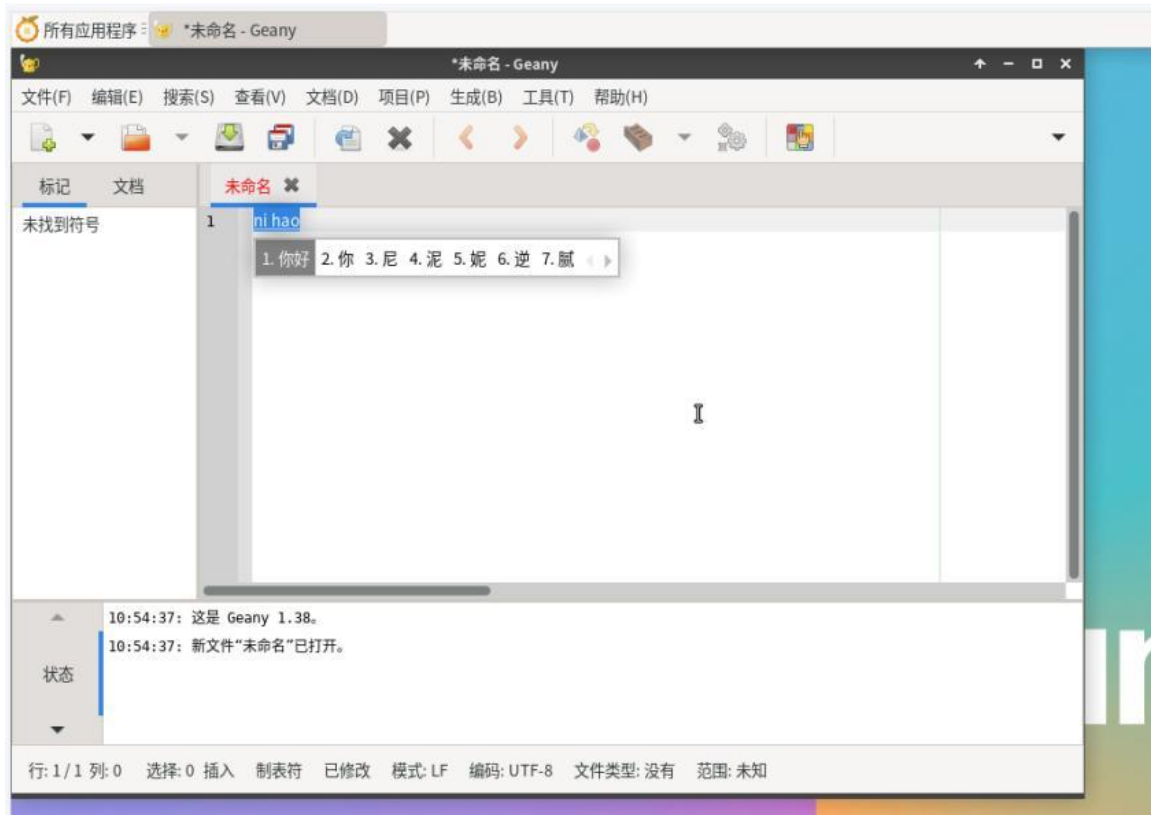 所有应用程序 *未命名 - Geany
*未命名 - Geany
文件(F) 编辑(E) 搜索(S) 查看(V) 文档(D) 项目(P) 生成(B) 工具(T) 帮助(H)
标记 文档 未命名
未找到符号 1 ni hao
1. 你好 2. 你 3. 尼 4. 泥 5. 妮 6. 逆 7. 腻
10:54:37: 这是 Geany 1.38。
10:54:37: 新文件“未命名”已打开。
状态
行: 1 / 1 列: 0 选择: 0 插入 制表符 已修改 模式: LF 编码: UTF-8 文件类型: 没有 范围: 未知